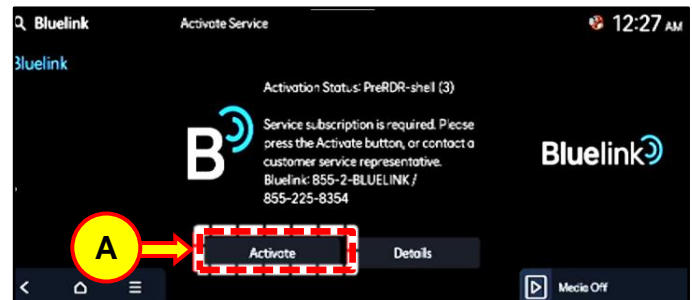 Bluelink
Activate Service
12:27 AM
Bluelink
Activation Status: PreRDR-shell (3)
Service subscription is required. Please
press the Activate button, or contact a
customer service representative.
Bluelink: 855-2-BLUELINK /
855-225-8354
B
Bluelink
A
Activate
Details
Media Off